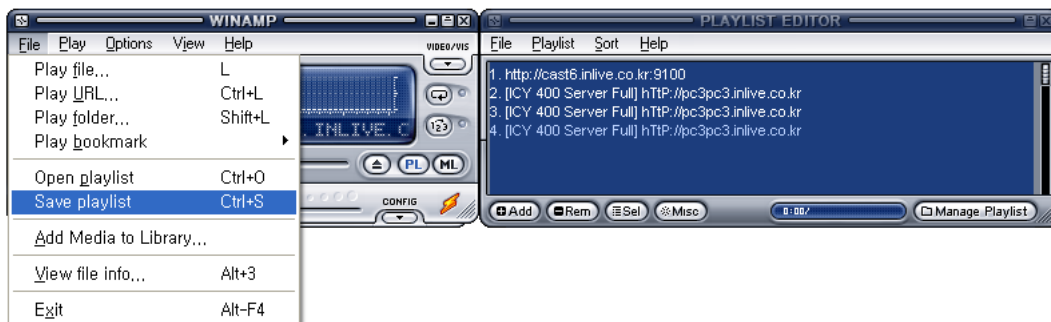 WINAMP
File Play Options View Help
VIDEO/VIS
Play file... L
Play URL... Ctrl+L
Play folder... Shift+L
Play bookmark
Open playlist Ctrl+O
Save playlist Ctrl+S
Add Media to Library...
View file info... Alt+3
Exit Alt-F4
. INLIVE. C
PL ML
CONFIG
PLAYLIST EDITOR
File Playlist Sort Help
1. http://cast6.inlive.co.kr:9100
2. [ICY 400 Server Full] hTtP://pc3pc3.inlive.co.kr
3. [ICY 400 Server Full] hTtP://pc3pc3.inlive.co.kr
4. [ICY 400 Server Full] hTtP://pc3pc3.inlive.co.kr
Add Rem Sel Misc 0:00/ Manage Playlist